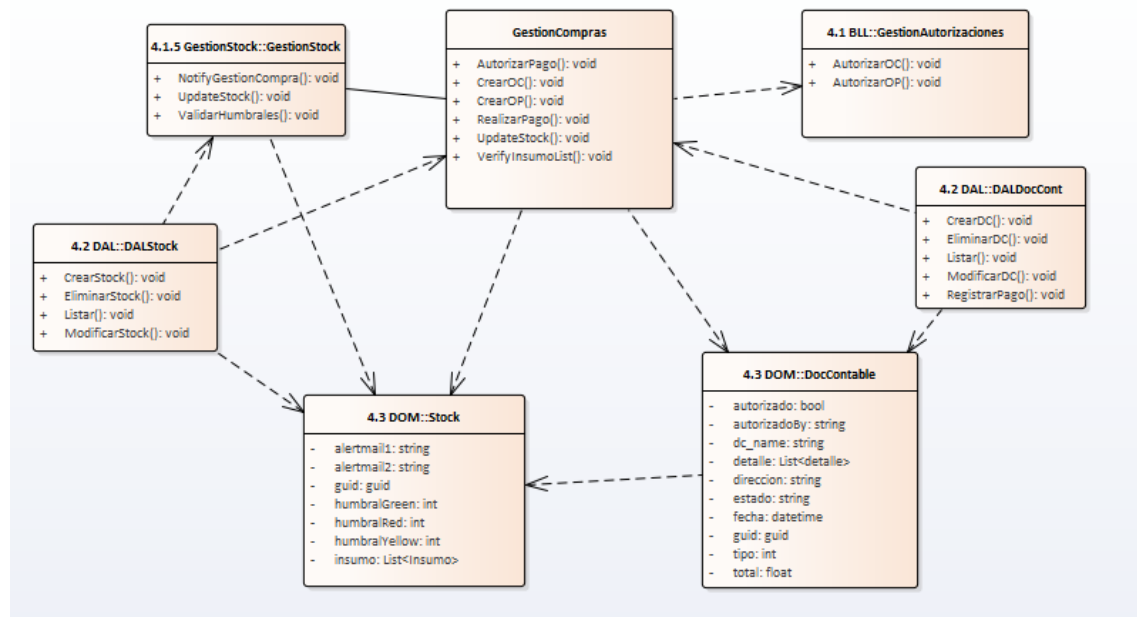 4.1.5 GestionStock::GestionStock
+ NotifyGestionCompra(): void
+ UpdateStock(): void
+ ValidarHumbrales(): void
GestionCompras
+ AutorizarPago(): void
+ CrearOC(): void
+ CrearOP(): void
+ RealizarPago(): void
+ UpdateStock(): void
+ VerifyInsumoList(): void
4.1 BLL::GestionAutorizaciones
+ AutorizarOC(): void
+ AutorizarOP(): void
4.2 DAL::DALStock
+ CrearStock(): void
+ EliminarStock(): void
+ Listar(): void
+ ModificarStock(): void
4.2 DAL::DALDocCont
+ CrearDC(): void
+ EliminarDC(): void
+ Listar(): void
+ ModificarDC(): void
+ RegistrarPago(): void
4.3 DOM::Stock
- alertmail1: string
- alertmail2: string
- guid: guid
- humbralGreen: int
- humbralRed: int
- humbralYellow: int
- insumo: List<Insumo>
4.3 DOM::DocContable
- autorizado: bool
- autorizadoBy: string
- dc_name: string
- detalle: List<detalle>
- direccion: string
- estado: string
- fecha: datetime
- guid: guid
- tipo: int
- total: float